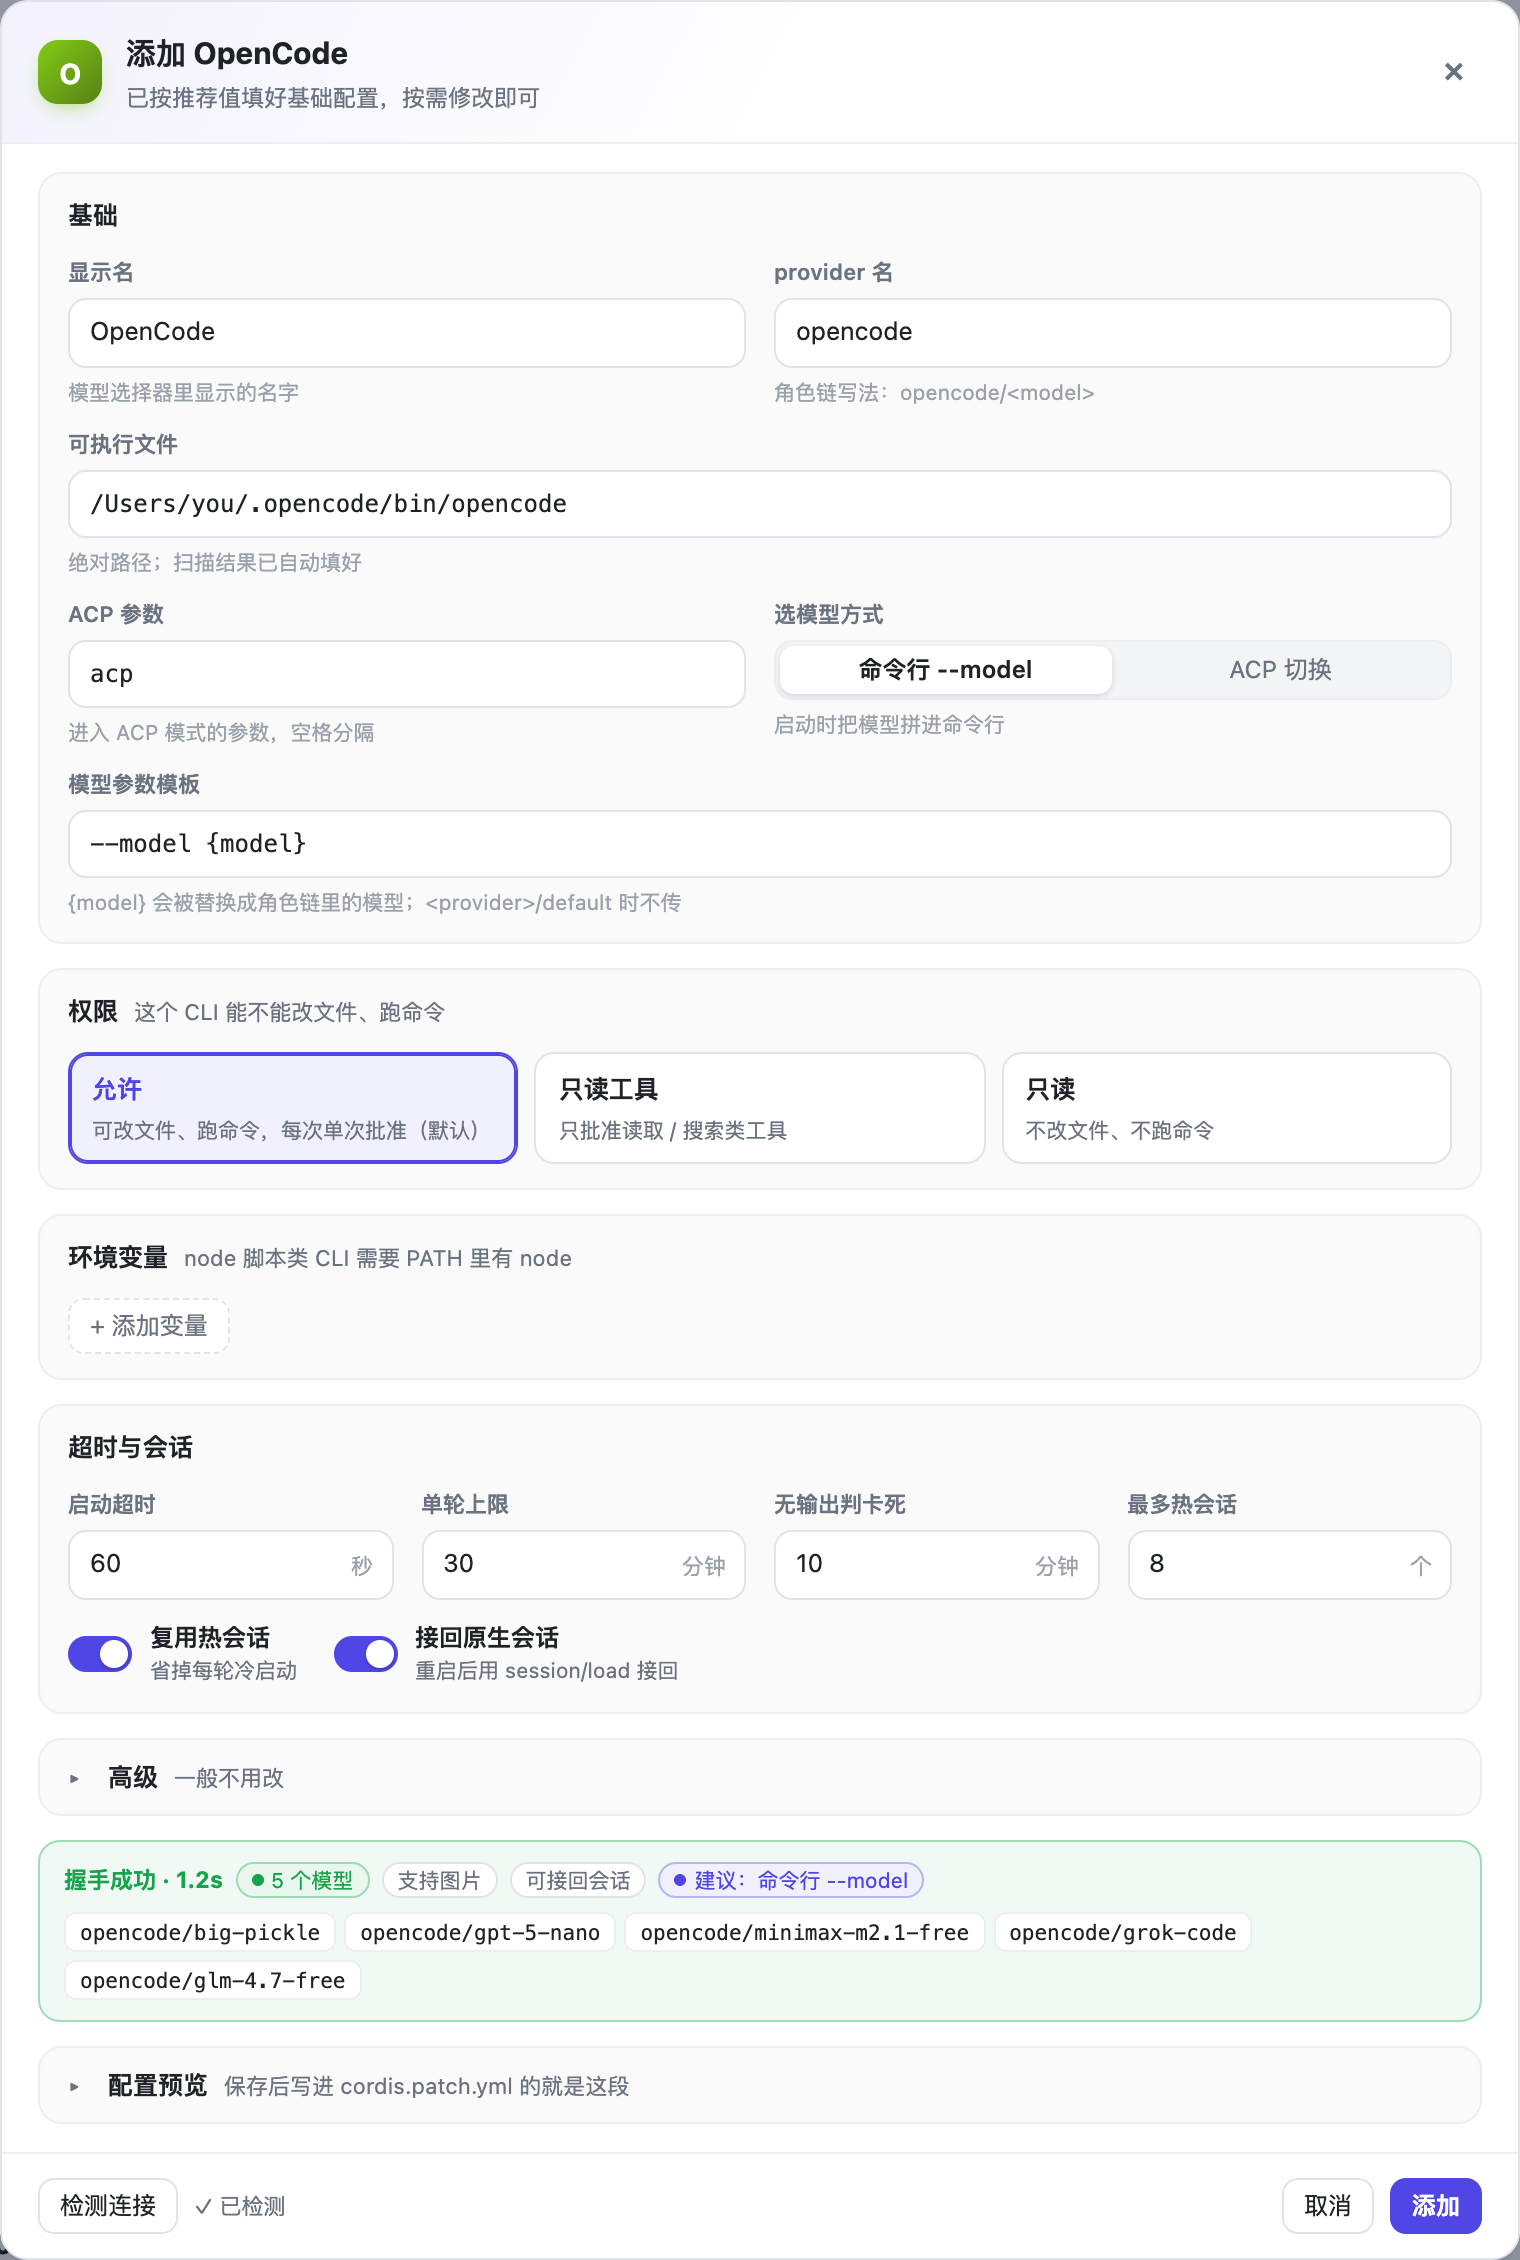 O
添加 OpenCode
已按推荐值填好基础配置，按需修改即可
×
基础
显示名
provider 名
OpenCode
opencode
模型选择器里显示的名字
角色链写法：opencode/<model>
可执行文件
/Users/you/.opencode/bin/opencode
绝对路径；扫描结果已自动填好
ACP 参数
选模型方式
acp
命令行 --model
ACP 切换
进入 ACP 模式的参数，空格分隔
启动时把模型拼进命令行
模型参数模板
--model {model}
{model} 会被替换成角色链里的模型；<provider>/default 时不传
权限 这个 CLI 能不能改文件、跑命令
允许
只读工具
只读
可改文件、跑命令，每次单次批准（默认）
只批准读取 / 搜索类工具
不改文件、不跑命令
环境变量 node 脚本类 CLI 需要 PATH 里有 node
+ 添加变量
超时与会话
启动超时
单轮上限
无输出判卡死
最多热会话
60 秒
30 分钟
10 分钟
8 个
复用热会话
接回原生会话
省掉每轮冷启动
重启后用 session/load 接回
▸ 高级 一般不用改
握手成功 · 1.2s ● 5 个模型 支持图片 可接回会话 ● 建议：命令行 --model
opencode/big-pickle opencode/gpt-5-nano opencode/minimax-m2.1-free opencode/grok-code
opencode/glm-4.7-free
▸ 配置预览 保存后写进 cordis.patch.yml 的就是这段
检测连接 ✓ 已检测
取消
添加